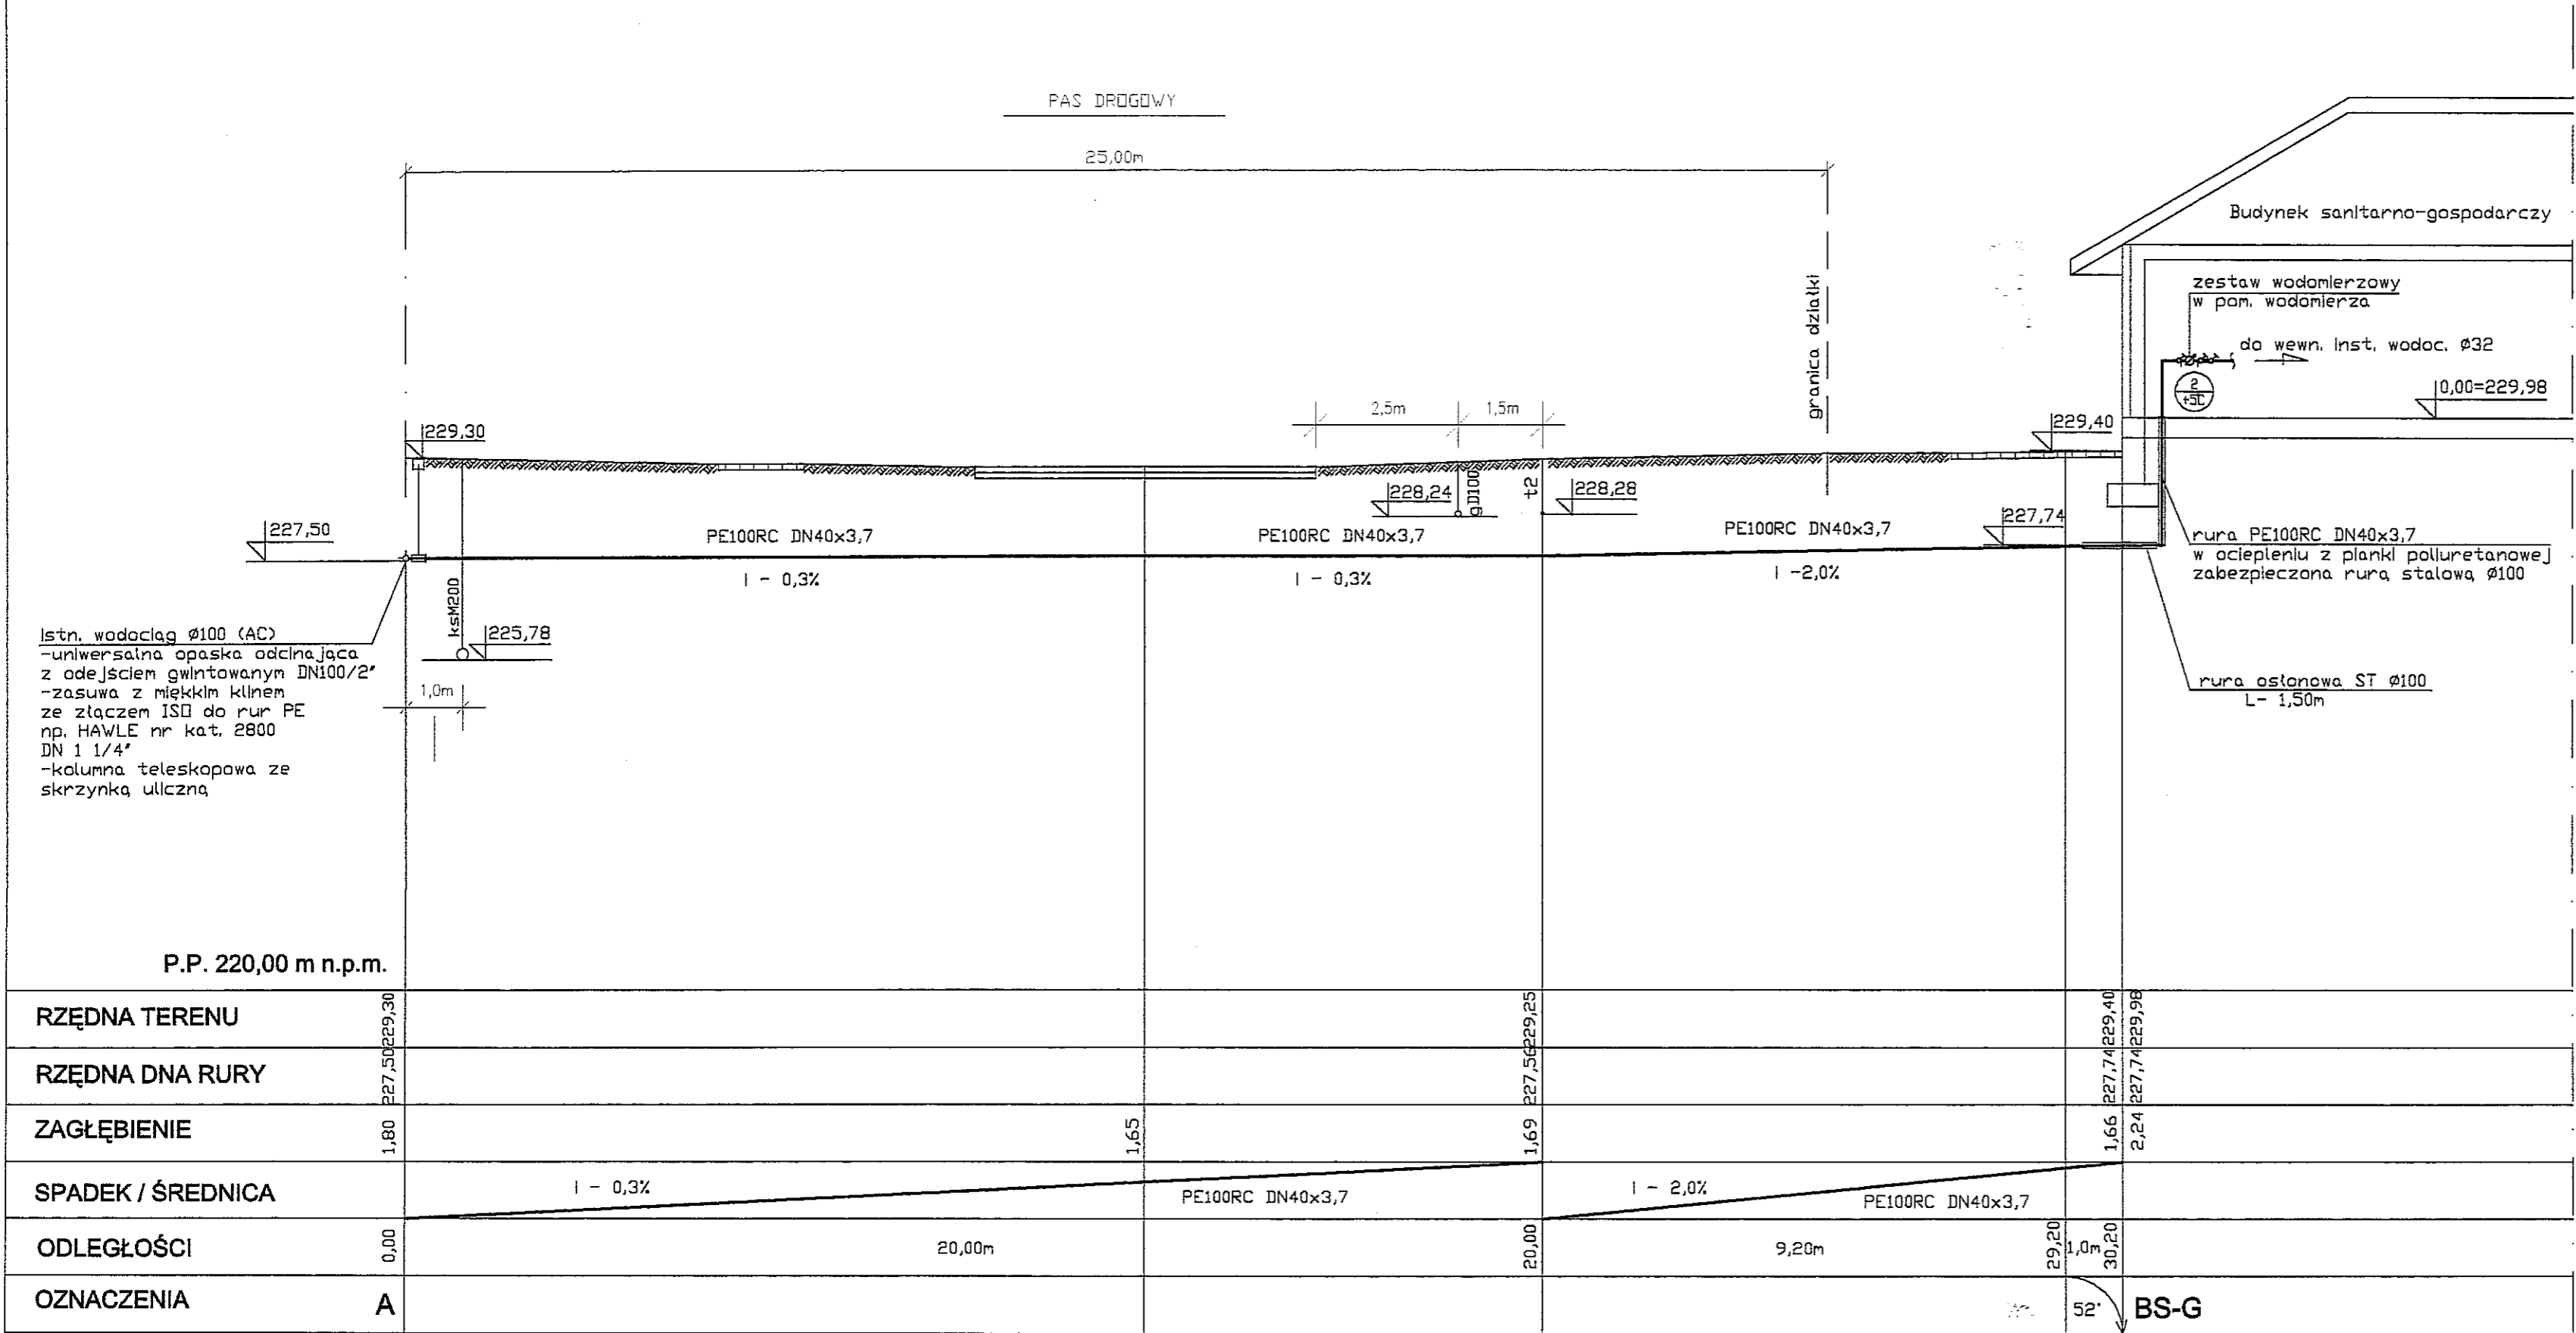 PAS DROGOWY
25,00m
Budynek sanitarno-gospodarczy
zestaw wodomierzowy
w pom. wodomierza
do wewn. inst. wodoc. Ø32
2
+SC
0,00=229,98
granica działki
2,5m
1,5m
229,30
229,40
228,24
gD100
t2
228,28
227,50
PE100RC DN40x3,7
PE100RC DN40x3,7
PE100RC DN40x3,7
227,74
i - 0,3%
i - 0,3%
i -2,0%
rura PE100RC DN40x3,7
w ociepleniu z pianki poliuretanowej
zabezpieczona rurą stalową Ø100
ksM200
225,78
1,0m
istn. wodociąg Ø100 (AC)
-uniwersalna opaska odcinająca
z odejściem gwintowanym DN100/2"
-zasuwa z miękkim klinem
ze złączem ISO do rur PE
np. HAWLE nr kat. 2800
DN 1 1/4"
-kolumna teleskopowa ze
skrzynką uliczną
rura osłonowa ST Ø100
L- 1,50m
P.P. 220,00 m n.p.m.
RZĘDNA TERENU 229,30 229,25 229,40 229,98
RZĘDNA DNA RURY 227,50 227,56 227,74 227,74
ZAGŁĘBIENIE 1,80 1,65 1,69 1,66 2,24
SPADEK / ŚREDNICA i - 0,3% PE100RC DN40x3,7 i - 2,0% PE100RC DN40x3,7
ODLEGŁOŚCI 0,00 20,00m 20,00 9,20m 29,20 1,0m 30,20
OZNACZENIA A 52° BS-G